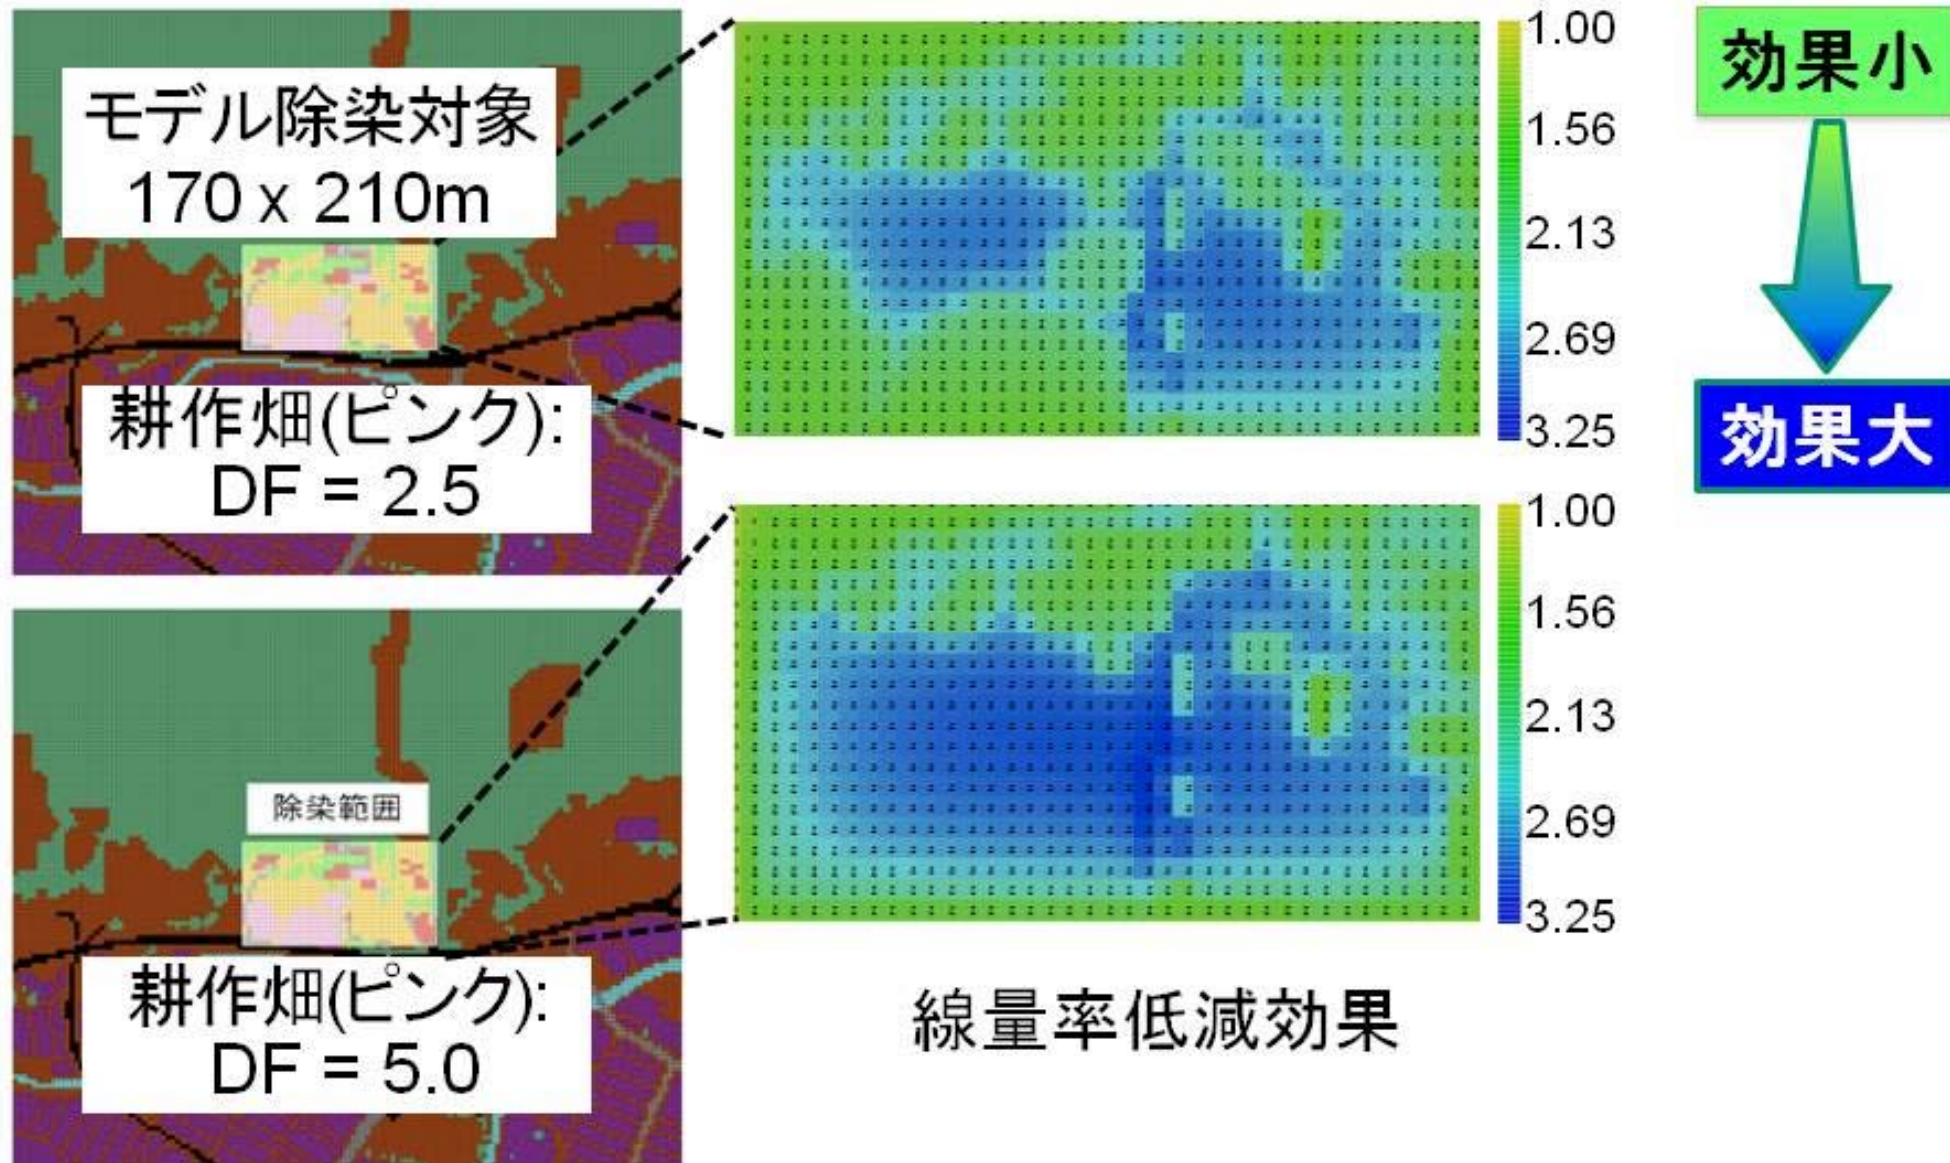 モデル除染対象
170 x 210m
耕作畑(ピンク):
DF = 2.5
1.00
1.56
2.13
2.69
3.25
効果小
効果大
除染範囲
耕作畑(ピンク):
DF = 5.0
1.00
1.56
2.13
2.69
3.25
線量率低減効果